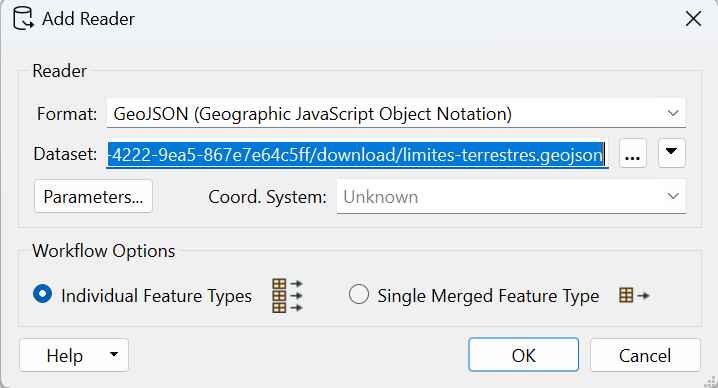 Add Reader
Reader
Format: GeoJSON (Geographic JavaScript Object Notation)
Dataset: -4222-9ea5-867e7e64c5ff/download/limites-terrestres.geojson ...
Parameters... Coord. System: Unknown
Workflow Options
Individual Feature Types Single Merged Feature Type
Help OK Cancel